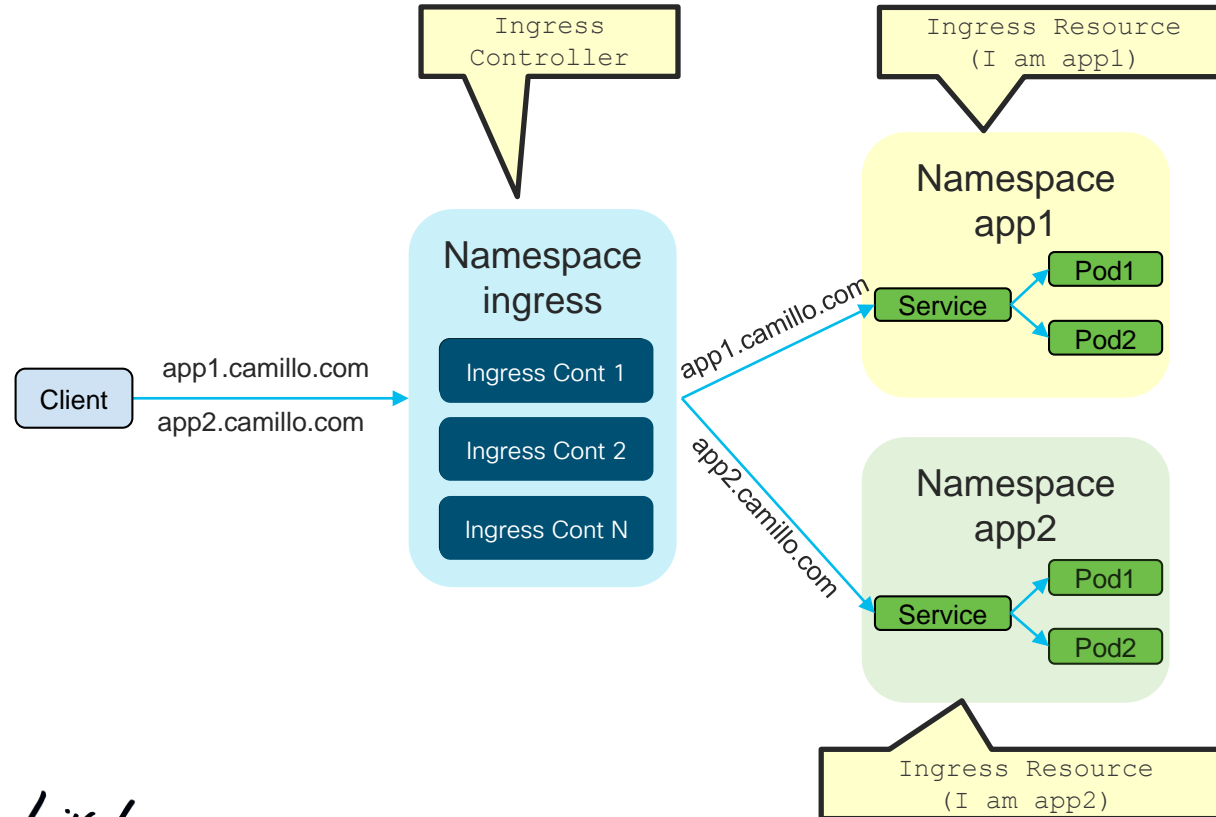 Ingress
Controller
Ingress Resource
(I am app1)
Namespace
app1
Pod1
Service
Pod2
Namespace
ingress
Ingress Cont 1
Ingress Cont 2
Ingress Cont N
Client
app1.camillo.com
app2.camillo.com
app1.camillo.com
app2.camillo.com
Namespace
app2
Pod1
Service
Pod2
Ingress Resource
(I am app2)